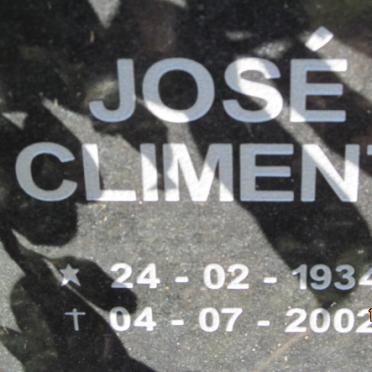 JOSÉ
CLIMENT
★ 24 - 02 - 1934
✝ 04 - 07 - 2002